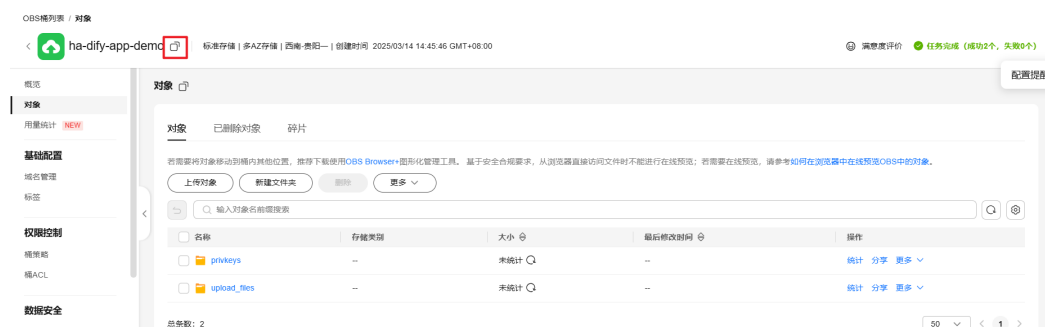 OBS桶列表 / 对象
ha-dify-app-demo
标准存储 | 多AZ存储 | 西南-贵阳一 | 创建时间 2025/03/14 14:45:46 GMT+08:00
满意度评价
任务完成（成功2个，失败0个）
配置提醒
概览
对象
用量统计 NEW
基础配置
域名管理
标签
权限控制
桶策略
桶ACL
数据安全
对象
对象 已删除对象 碎片
若需要将对象移动到桶内其他位置，推荐下载使用OBS Browser+图形化管理工具。 基于安全合规要求，从浏览器直接访问文件时不能进行在线预览；若需要在线预览，请参考如何在浏览器中在线预览OBS中的对象。
上传对象 新建文件夹 删除 更多
输入对象名前缀搜索
名称 存储类别 大小 最后修改时间 操作
privkeys -- 未统计 -- 统计 分享 更多
upload_files -- 未统计 -- 统计 分享 更多
总条数：2
50 < 1 >